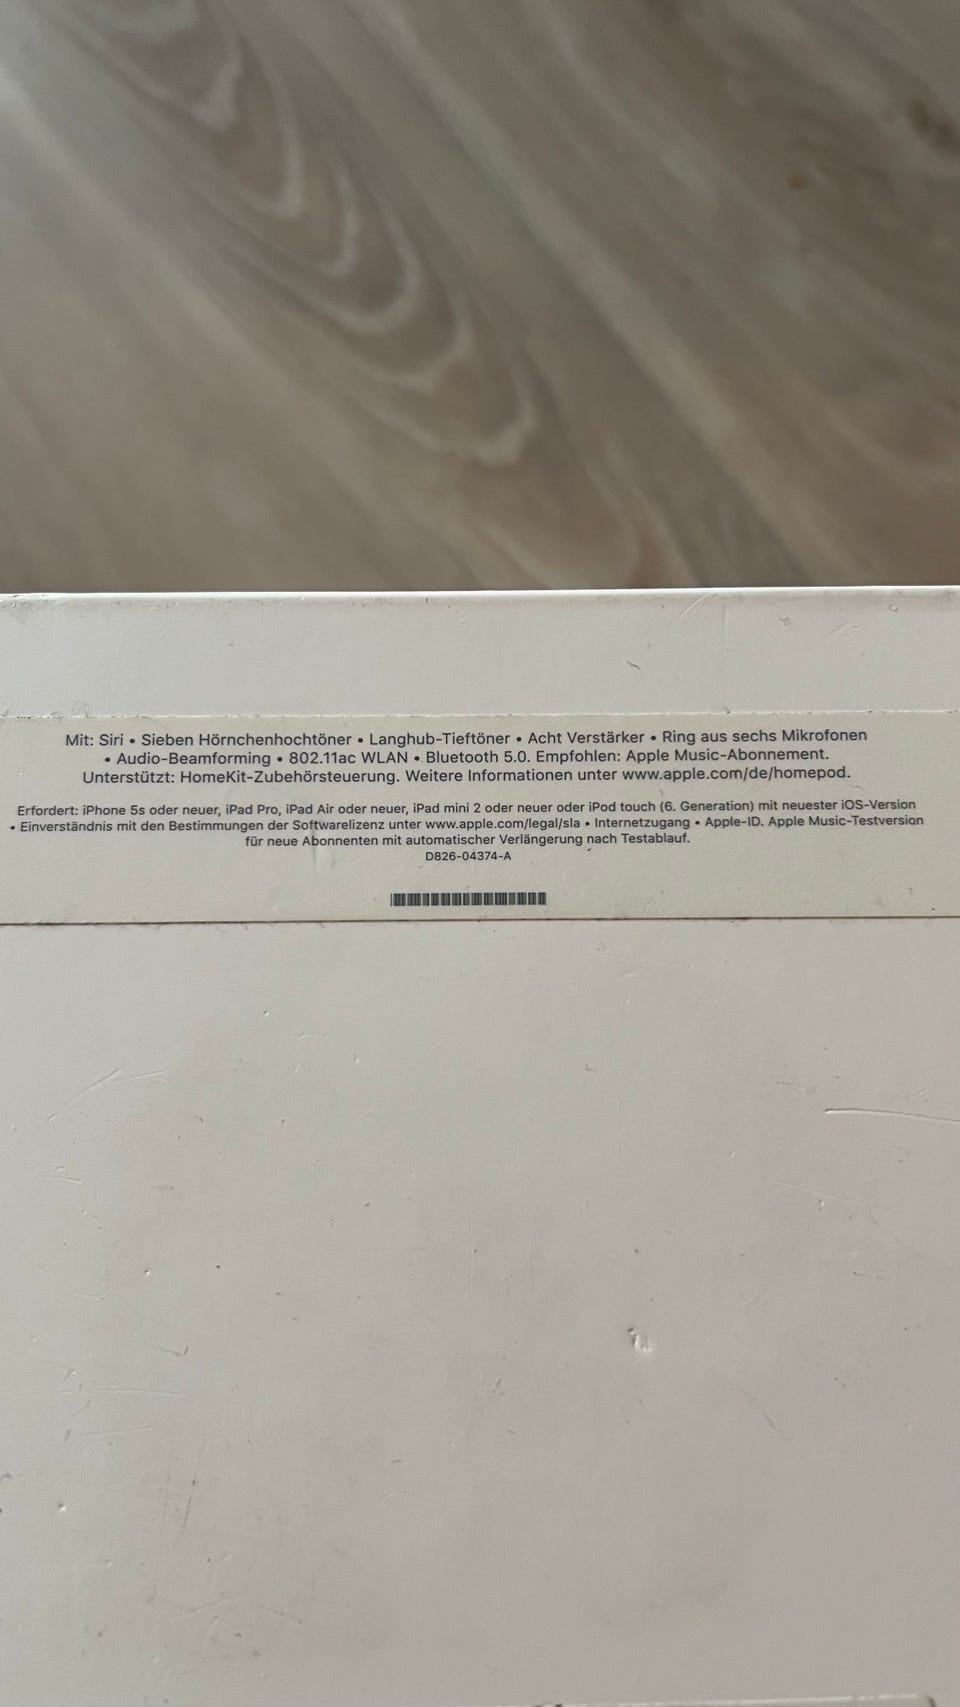 Mit: Siri • Sieben Hörnchenhochtöner • Langhub-Tieftöner • Acht Verstärker • Ring aus sechs Mikrofonen
• Audio-Beamforming • 802.11ac WLAN • Bluetooth 5.0. Empfohlen: Apple Music-Abonnement.
Unterstützt: HomeKit-Zubehörsteuerung. Weitere Informationen unter www.apple.com/de/homepod.
Erfordert: iPhone 5s oder neuer, iPad Pro, iPad Air oder neuer, iPad mini 2 oder neuer oder iPod touch (6. Generation) mit neuester iOS-Version
• Einverständnis mit den Bestimmungen der Softwarelizenz unter www.apple.com/legal/sla • Internetzugang • Apple-ID. Apple Music-Testversion
für neue Abonnenten mit automatischer Verlängerung nach Testablauf.
D826-04374-A